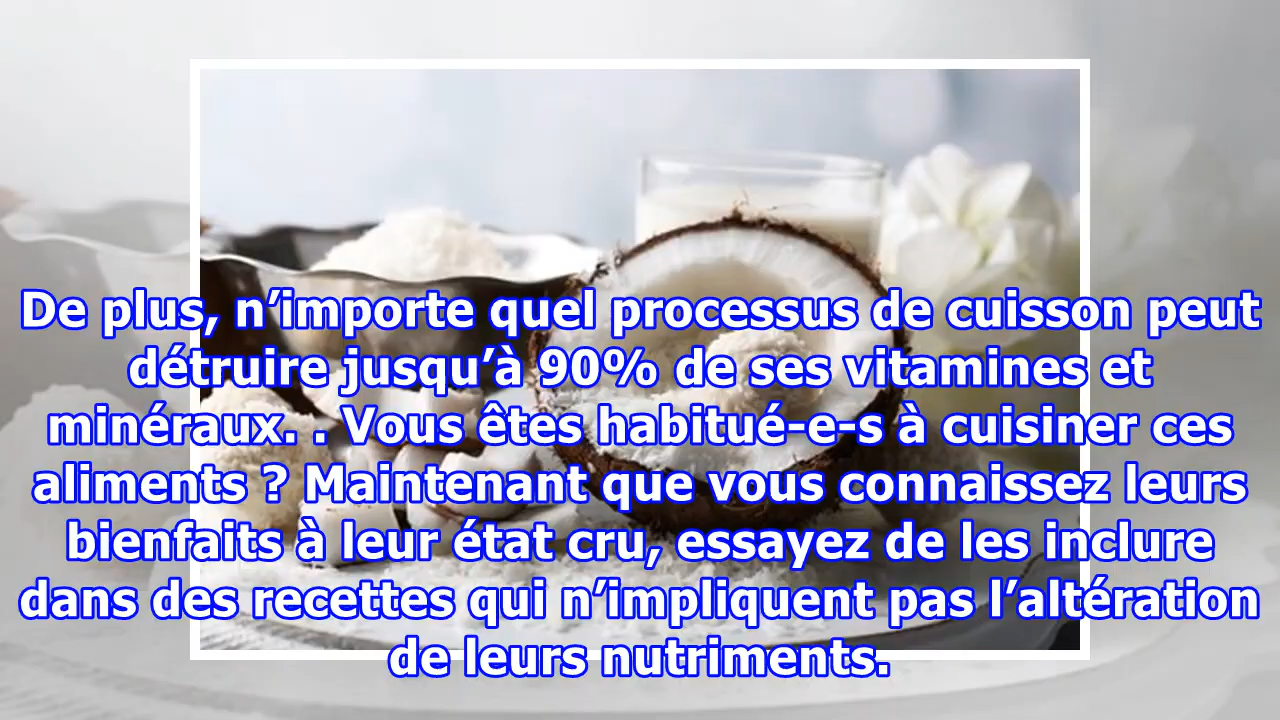 De plus, n’importe quel processus de cuisson peut
détruire jusqu’à 90% de ses vitamines et
minéraux. . Vous êtes habitué-e-s à cuisiner ces
aliments ? Maintenant que vous connaissez leurs
bienfaits à leur état cru, essayez de les inclure
dans des recettes qui n’impliquent pas l’altération
de leurs nutriments.